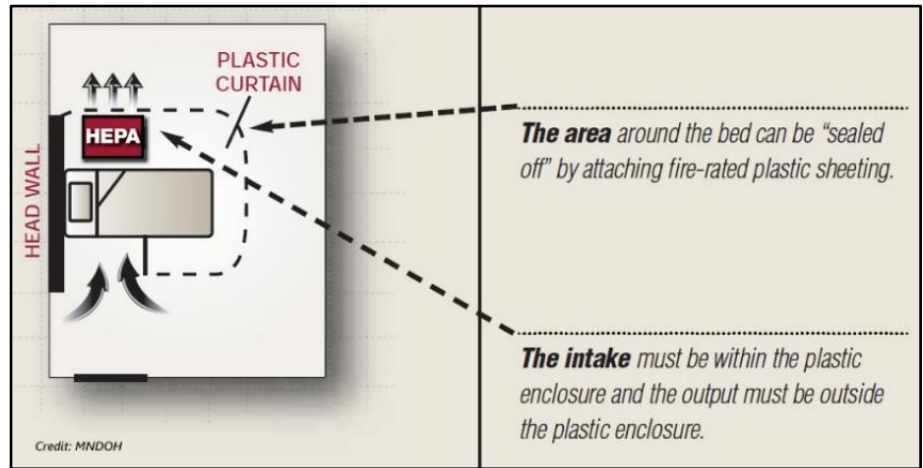 PLASTIC
CURTAIN
HEPA
HEAD WALL
The area around the bed can be “sealed
off” by attaching fire-rated plastic sheeting.
The intake must be within the plastic
enclosure and the output must be outside
the plastic enclosure.
Credit: MNDOH